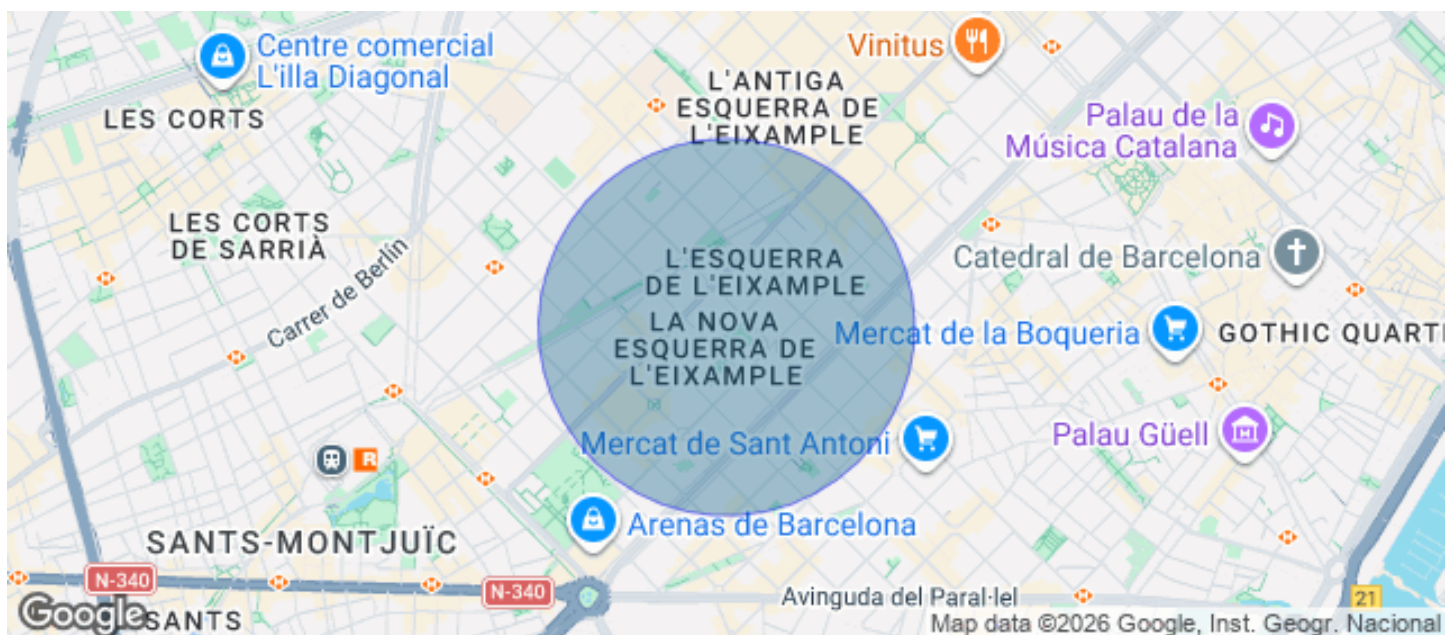 Centre comercial
L'illa Diagonal
Vinitus
L'ANTIGA
ESQUERRA DE
L'EIXAMPLE
LES CORTS
Palau de la
Música Catalana
LES CORTS
DE SARRIÀ
L'ESQUERRA
DE L'EIXAMPLE
Catedral de Barcelona
Carrer de Berlín
LA NOVA
ESQUERRA DE
L'EIXAMPLE
Mercat de la Boqueria
GOTHIC QUARTE
Mercat de Sant Antoni
Palau Güell
R
Arenas de Barcelona
SANTS-MONTJUÏC
N-340
N-340
Avinguda del Paral·lel
21
Google
SANTS
Map data ©2026 Google, Inst. Geogr. Nacional